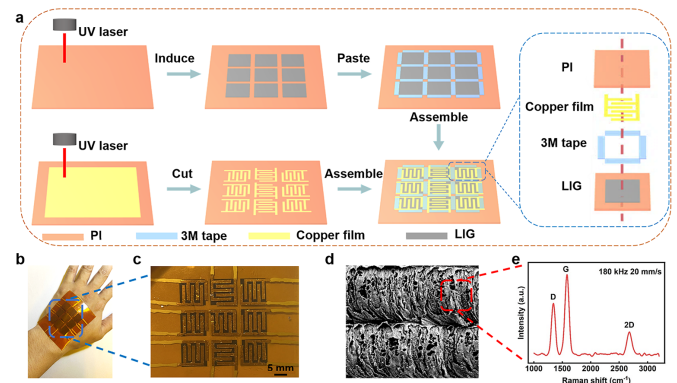 a
UV laser
Induce
Paste
PI
Copper film
Assemble
3M tape
UV laser
Cut
Assemble
LIG
PI
3M tape
Copper film
LIG
b
c
d
e
5 mm
180 kHz 20 mm/s
G
D
2D
Intensity (a.u.)
1000 1500 2000 2500 3000
Raman shift (cm⁻¹)